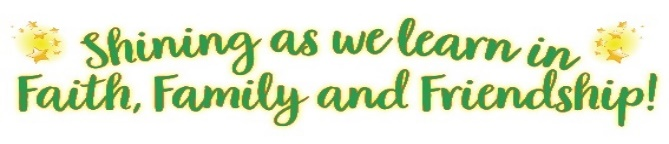 Shining as we learn in
Faith, Family and Friendship!